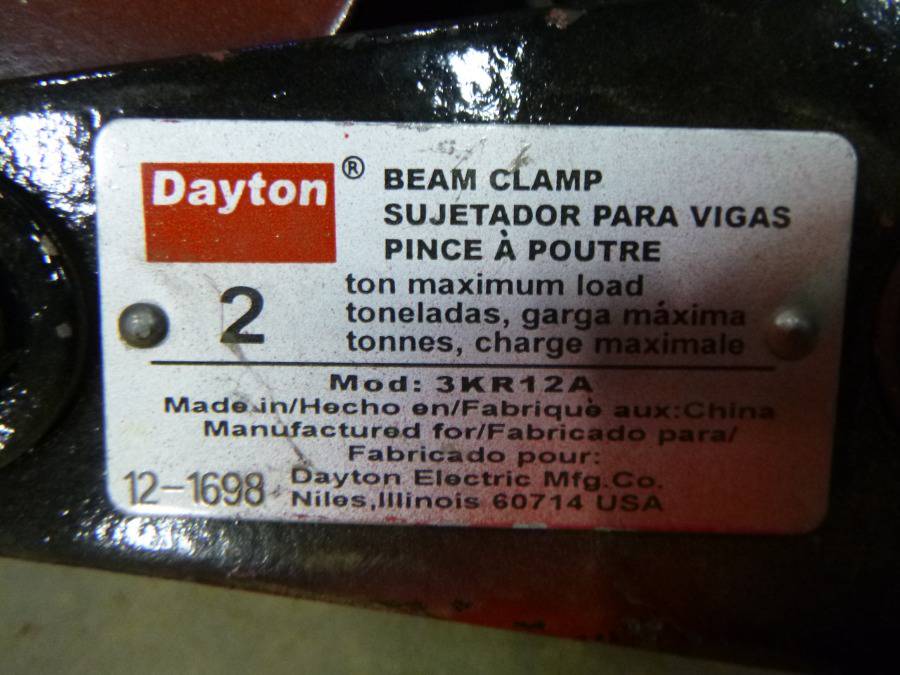 Dayton®
BEAM CLAMP
SUJETADOR PARA VIGAS
PINCE À POUTRE
2
ton maximum load
toneladas, garga máxima
tonnes, charge maximale
Mod: 3KR12A
Made in/Hecho en/Fabriquè aux:China
Manufactured for/Fabricado para/
Fabricado pour:
12-1698
Dayton Electric Mfg.Co.
Niles,Illinois 60714 USA